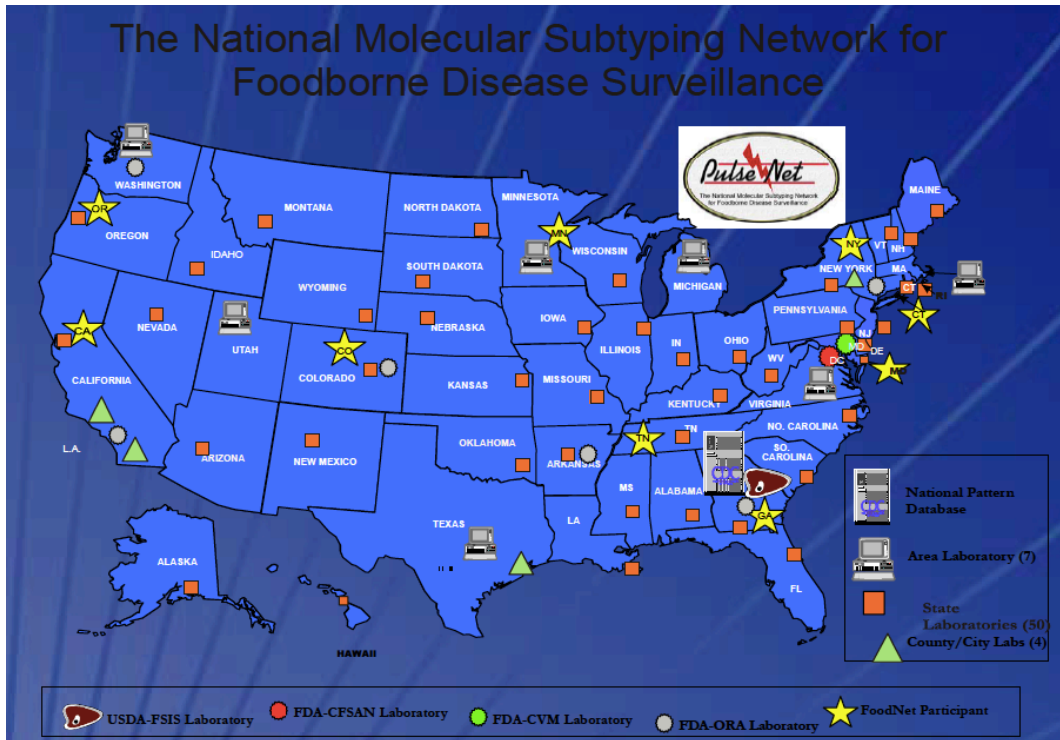 The National Molecular Subtyping Network for
Foodborne Disease Surveillance
PulseNet
The National Molecular Subtyping Network
for Foodborne Disease Surveillance
WASHINGTON
OR
OREGON
IDAHO
MONTANA
NORTH DAKOTA
MINNESOTA
MN
WISCONSIN
MICHIGAN
MAINE
NY
VT
NH
NEW YORK
MA
CT
RI
CT
SOUTH DAKOTA
WYOMING
CA
NEVADA
UTAH
CO
COLORADO
NEBRASKA
IOWA
ILLINOIS
IN
OHIO
PENNSYLVANIA
NJ
MD
DE
DC
MD
WV
CALIFORNIA
KANSAS
MISSOURI
KENTUCKY
VIRGINIA
NO. CAROLINA
L.A.
ARIZONA
NEW MEXICO
OKLAHOMA
ARKANSAS
TN
TN
SO.
CAROLINA
CDC
MS
ALABAMA
GA
TEXAS
LA
FL
ALASKA
HAWAII
CDC
National Pattern
Database
Area Laboratory (7)
State
Laboratories (50)
County/City Labs (4)
USDA-FSIS Laboratory
FDA-CFSAN Laboratory
FDA-CVM Laboratory
FDA-ORA Laboratory
FoodNet Participant